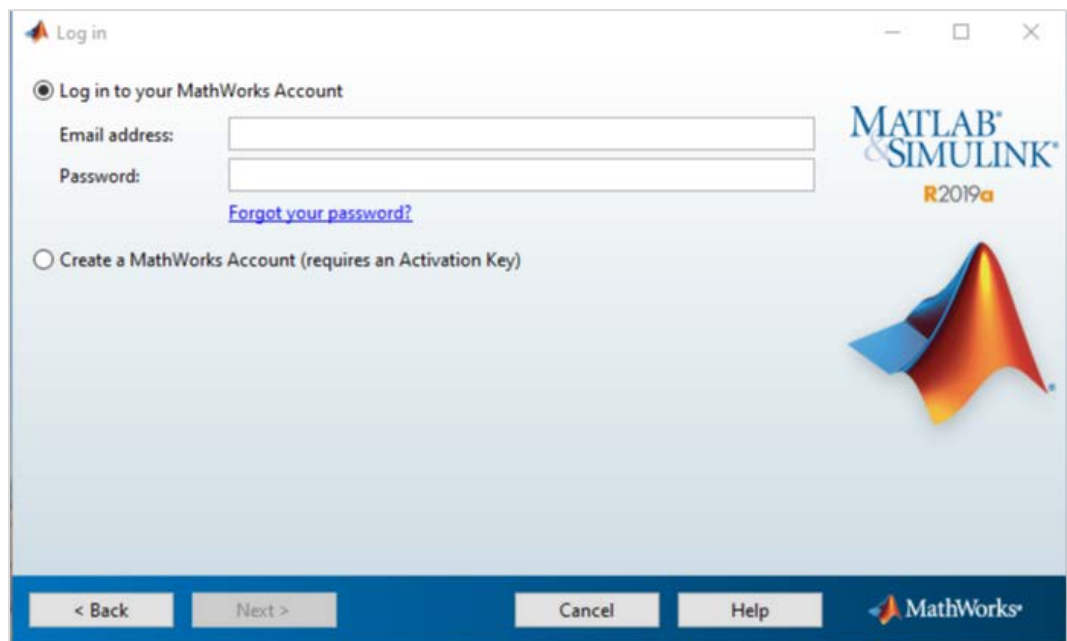 Log in
Log in to your MathWorks Account
Email address:
Password:
Forgot your password?
Create a MathWorks Account (requires an Activation Key)
MATLAB®
&SIMULINK®
R2019a
< Back
Next >
Cancel
Help
MathWorks®